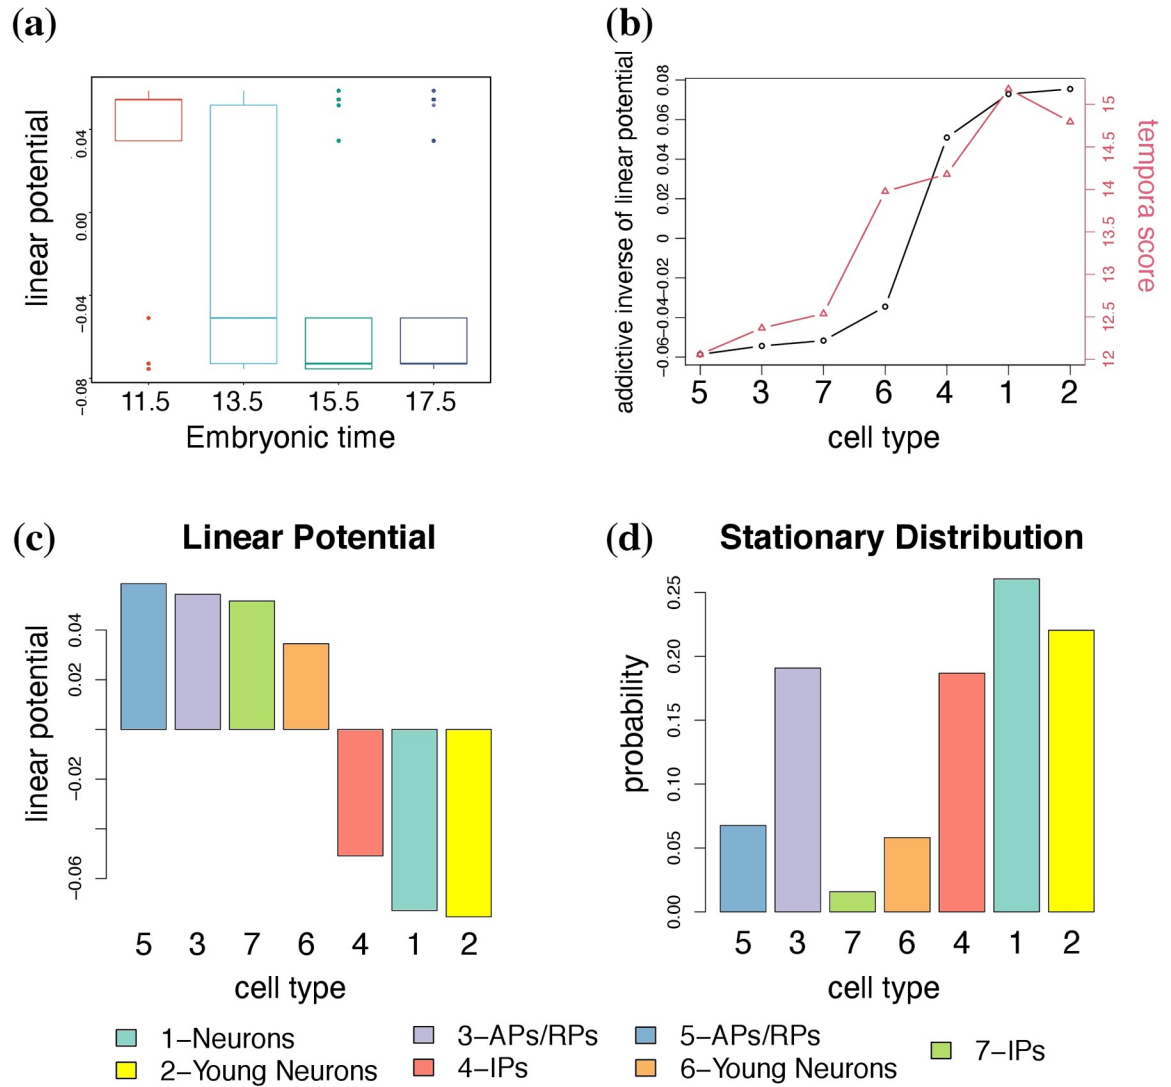 (a)
linear potential
0.04
0.00
−0.04
−0.08
11.5 13.5 15.5 17.5
Embryonic time
(b)
addictive inverse of linear potential
0.08
0.06
0.04
0.02
0
−0.02
−0.04
−0.06
tempora score
15
14.5
14
13.5
13
12.5
12
5 3 7 6 4 1 2
cell type
(c)
Linear Potential
linear potential
0.04
0.02
−0.02
−0.06
5 3 7 6 4 1 2
cell type
(d)
Stationary Distribution
probability
0.25
0.20
0.15
0.10
0.05
0.00
5 3 7 6 4 1 2
cell type
1−Neurons
2−Young Neurons
3−APs/RPs
4−IPs
5−APs/RPs
6−Young Neurons
7−IPs